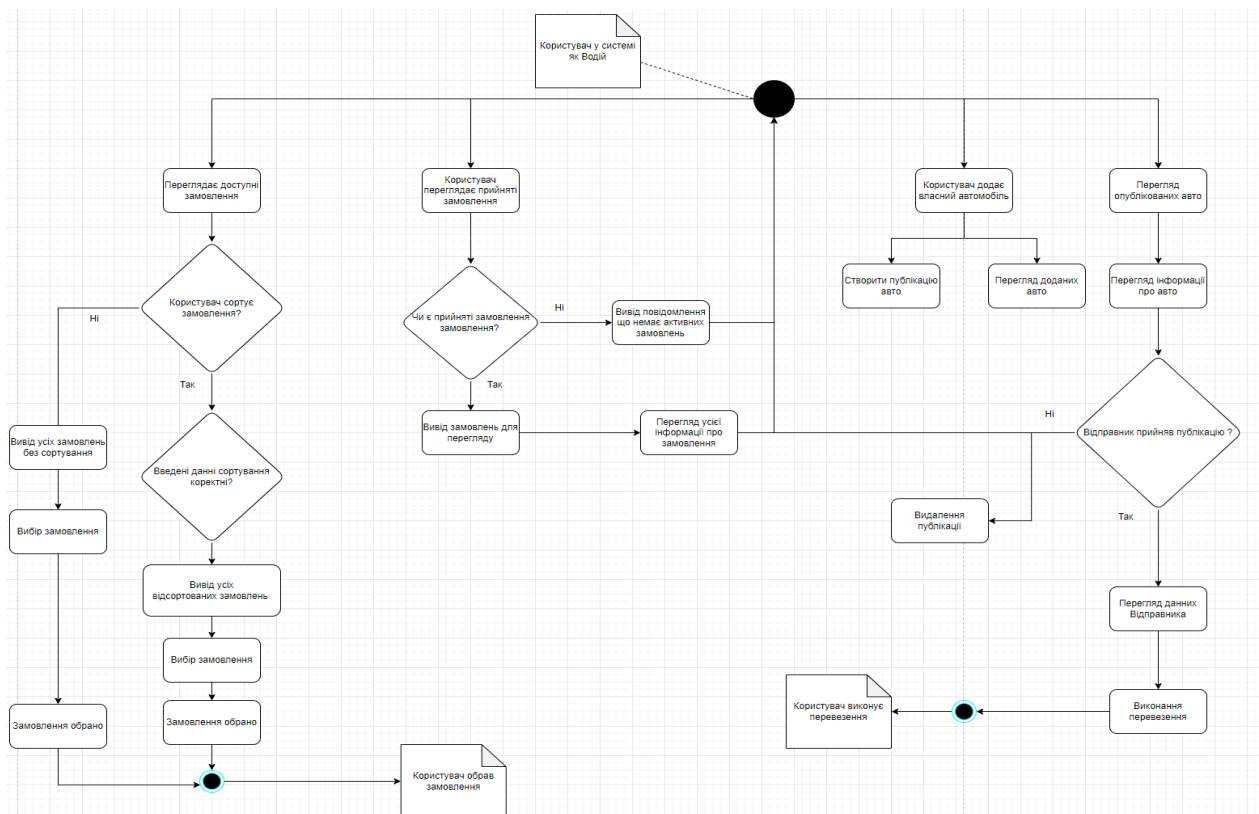 Користувач у системі
як Водій
Переглядає доступні
замовлення
Користувач
переглядає прийняті
замовлення
Користувач додає
власний автомобіль
Перегляд
опублікованих авто
Користувач сортує
замовлення?
Ні
Так
Чи є прийняті замовлення
замовлення?
Ні
Так
Вивід повідомлення
що немає активних
замовлень
Створити публікацію
авто
Перегляд доданих
авто
Перегляд інформації
про авто
Вивід усіх замовлень
без сортування
Введені данні сортування
коректні?
Вивід замовлень для
перегляду
Перегляд усієї
інформації про
замовлення
Ні
Відправник прийняв публікацію ?
Так
Вибір замовлення
Видалення
публікації
Вивід усіх
відсортованих замовлень
Перегляд данних
Відправника
Вибір замовлення
Замовлення обрано
Замовлення обрано
Користувач виконує
перевезення
Виконання
перевезення
Користувач обрав
замовлення